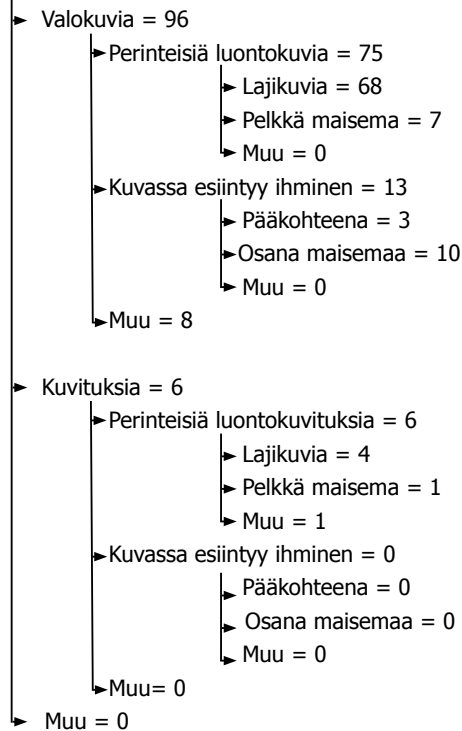 Valokuvia = 96
Perinteisiä luontokuvia = 75
Lajikuvia = 68
Pelkkä maisema = 7
Muu = 0
Kuvassa esiintyy ihminen = 13
Pääkohteena = 3
Osana maisemaa = 10
Muu = 0
Muu = 8
Kuvituksia = 6
Perinteisiä luontokuvituksia = 6
Lajikuvia = 4
Pelkkä maisema = 1
Muu = 1
Kuvassa esiintyy ihminen = 0
Pääkohteena = 0
Osana maisemaa = 0
Muu = 0
Muu= 0
Muu = 0